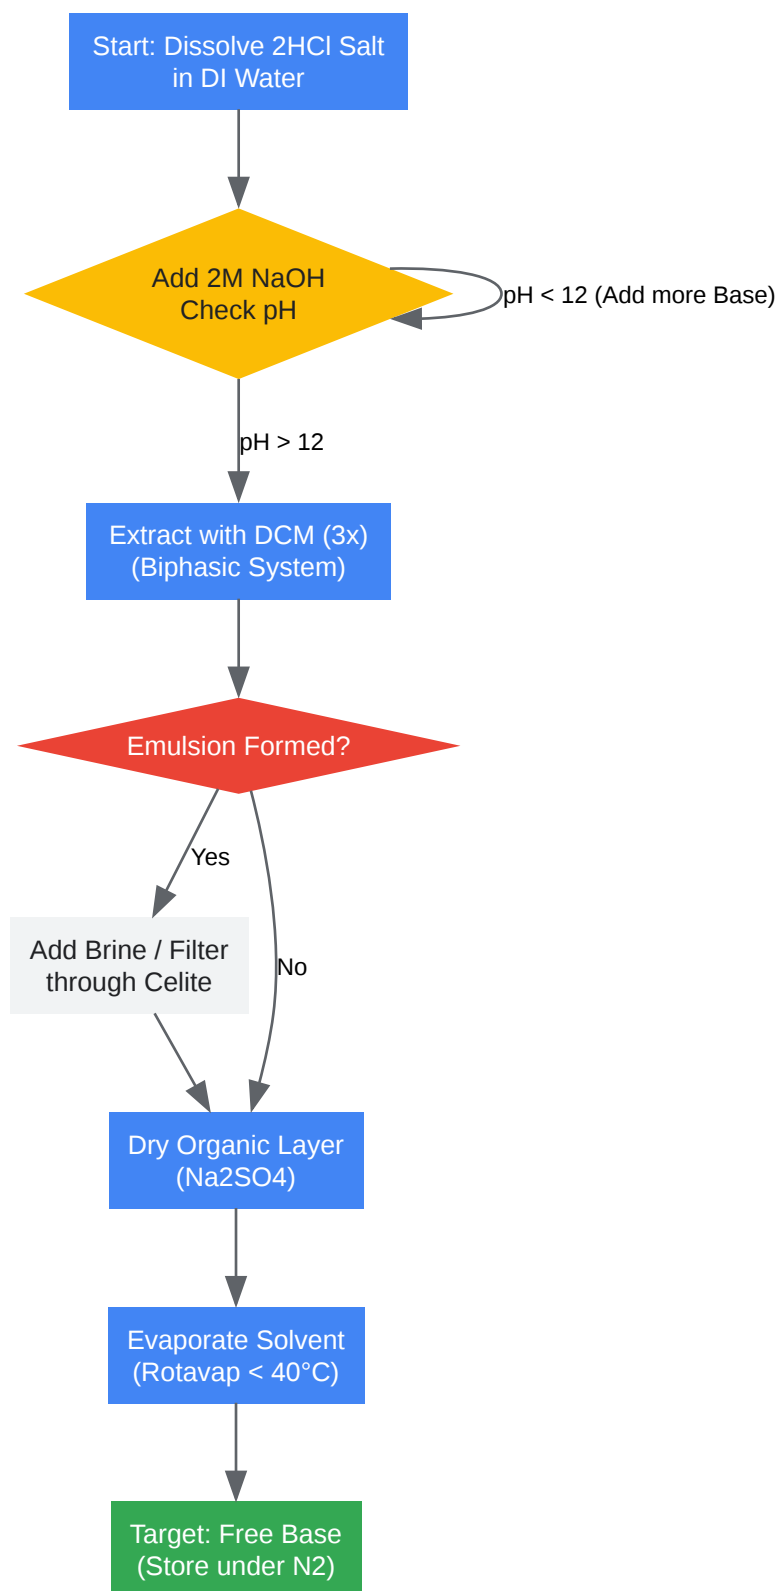 Start: Dissolve 2HCl Salt
in DI Water
Add 2M NaOH
Check pH
pH < 12 (Add more Base)
pH > 12
Extract with DCM (3x)
(Biphasic System)
Emulsion Formed?
Yes
Add Brine / Filter
through Celite
No
Dry Organic Layer
(Na2SO4)
Evaporate Solvent
(Rotavap < 40°C)
Target: Free Base
(Store under N2)